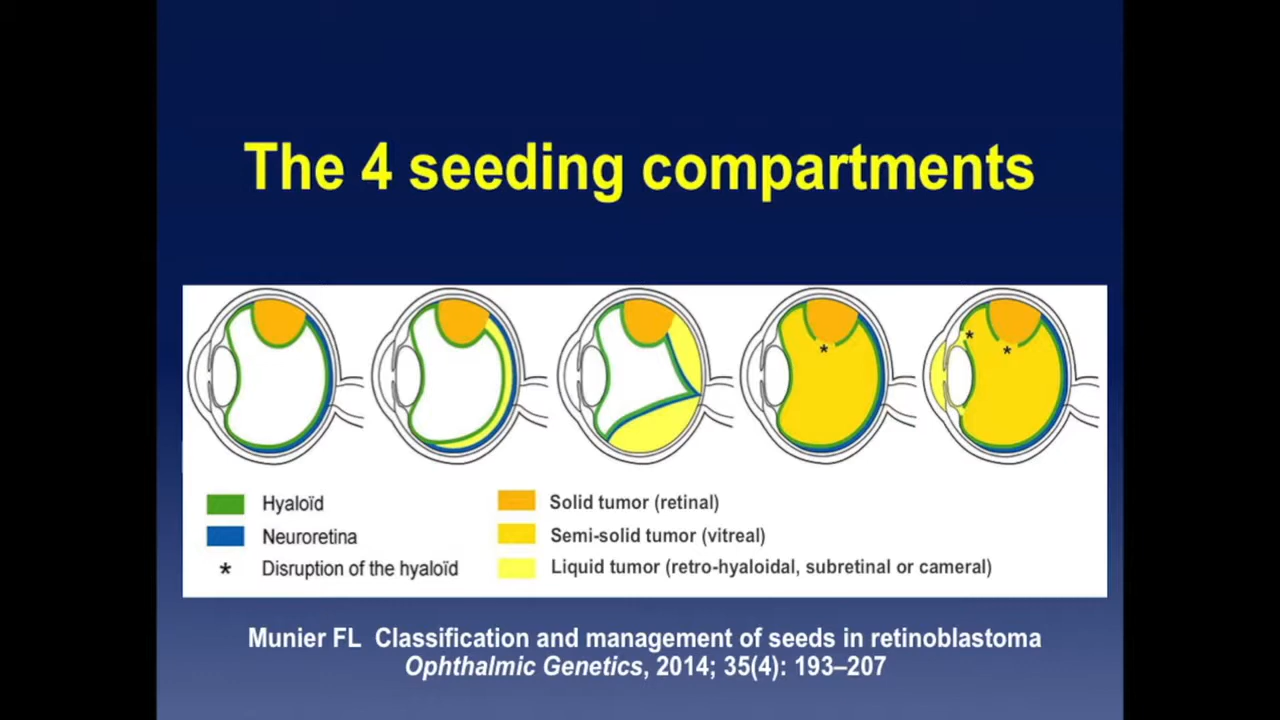 The 4 seeding compartments
*
*
*
Hyaloïd
Solid tumor (retinal)
Neuroretina
Semi-solid tumor (vitreal)
* Disruption of the hyaloïd
Liquid tumor (retro-hyaloidal, subretinal or cameral)
Munier FL Classification and management of seeds in retinoblastoma
Ophthalmic Genetics, 2014; 35(4): 193–207